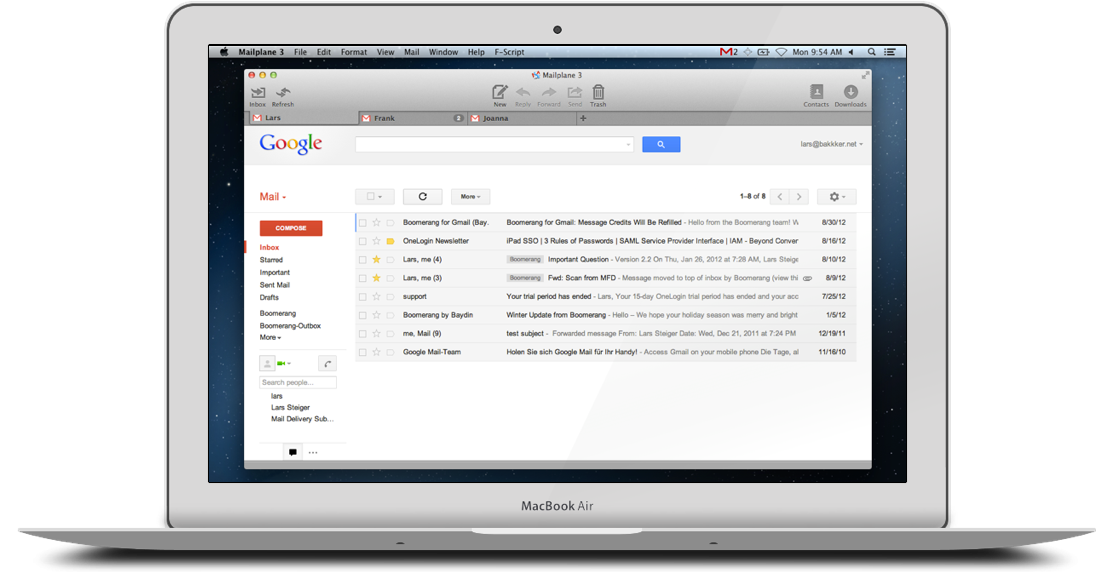 Mailplane 3 File Edit Format View Mail Window Help F-Script M2 Mon 9:54 AM
Mailplane 3
Inbox Refresh New Reply Forward Send Trash Contacts Downloads
Lars Frank 2 Joanna +
Google lars@bakkker.net
Mail More 1–8 of 8
COMPOSE
Inbox
Starred
Important
Sent Mail
Drafts
Boomerang
Boomerang-Outbox
More
Search people...
lars
Lars Steiger
Mail Delivery Sub...
Boomerang for Gmail (Bay. Boomerang for Gmail: Message Credits Will Be Refilled - Hello from the Boomerang team! W 8/30/12
OneLogin Newsletter iPad SSO | 3 Rules of Passwords | SAML Service Provider Interface | IAM - Beyond Conver 8/16/12
Lars, me (4) Boomerang Important Question - Version 2.2 On Thu, Jan 26, 2012 at 7:28 AM, Lars Steige 8/10/12
Lars, me (3) Boomerang Fwd: Scan from MFD - Message moved to top of inbox by Boomerang (view thi 8/9/12
support Your trial period has ended - Lars, Your 15-day OneLogin trial period has ended and your acc 7/25/12
Boomerang by Baydin Winter Update from Boomerang - Hello – We hope your holiday season was merry and bright 1/5/12
me, Mail (9) test subject - Forwarded message From: Lars Steiger Date: Wed, Dec 21, 2011 at 7:24 PM 12/19/11
Google Mail-Team Holen Sie sich Google Mail für Ihr Handy! - Access Gmail on your mobile phone Die Tage, al 11/16/10
MacBook Air